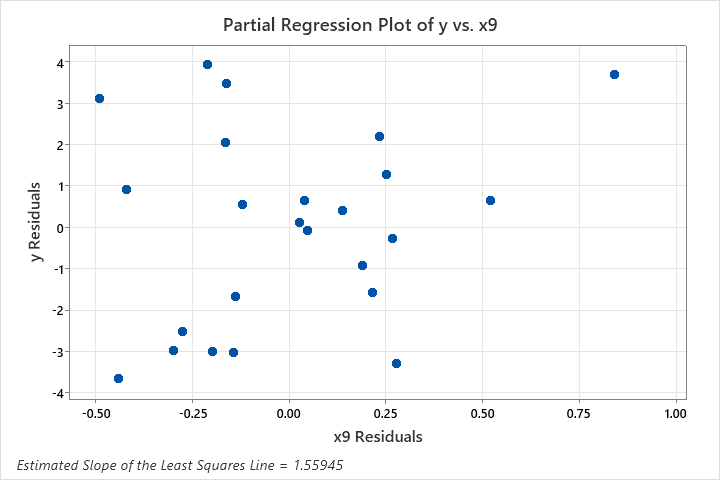 Partial Regression Plot of y vs. x9
4
3
2
1
0
-1
-2
-3
-4
y Residuals
-0.50 -0.25 0.00 0.25 0.50 0.75 1.00
x9 Residuals
Estimated Slope of the Least Squares Line = 1.55945